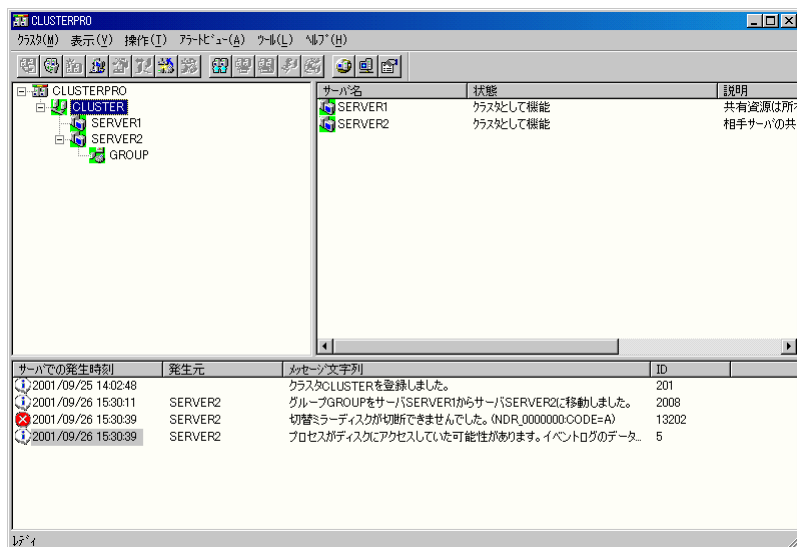 CLUSTERPRO
クラスタ(M) 表示(V) 操作(I) アラートビュー(A) ツール(L) ヘルプ(H)
CLUSTERPRO
CLUSTER
SERVER1
SERVER2
GROUP
サーバ名 状態 説明
SERVER1 クラスタとして機能 共有資源は所
SERVER2 クラスタとして機能 相手サーバの共
サーバでの発生時刻 発生元 メッセージ文字列 ID
2001/09/25 14:02:48 クラスタCLUSTERを登録しました。 201
2001/09/26 15:30:11 SERVER2 グループGROUPをサーバSERVER1からサーバSERVER2に移動しました。 2008
2001/09/26 15:30:39 SERVER2 切替ミラーディスクが切断できませんでした。(NDR_0000000:CODE=A) 13202
2001/09/26 15:30:39 SERVER2 プロセスがディスクにアクセスしていた可能性があります。イベントログのデータ... 5
レディ